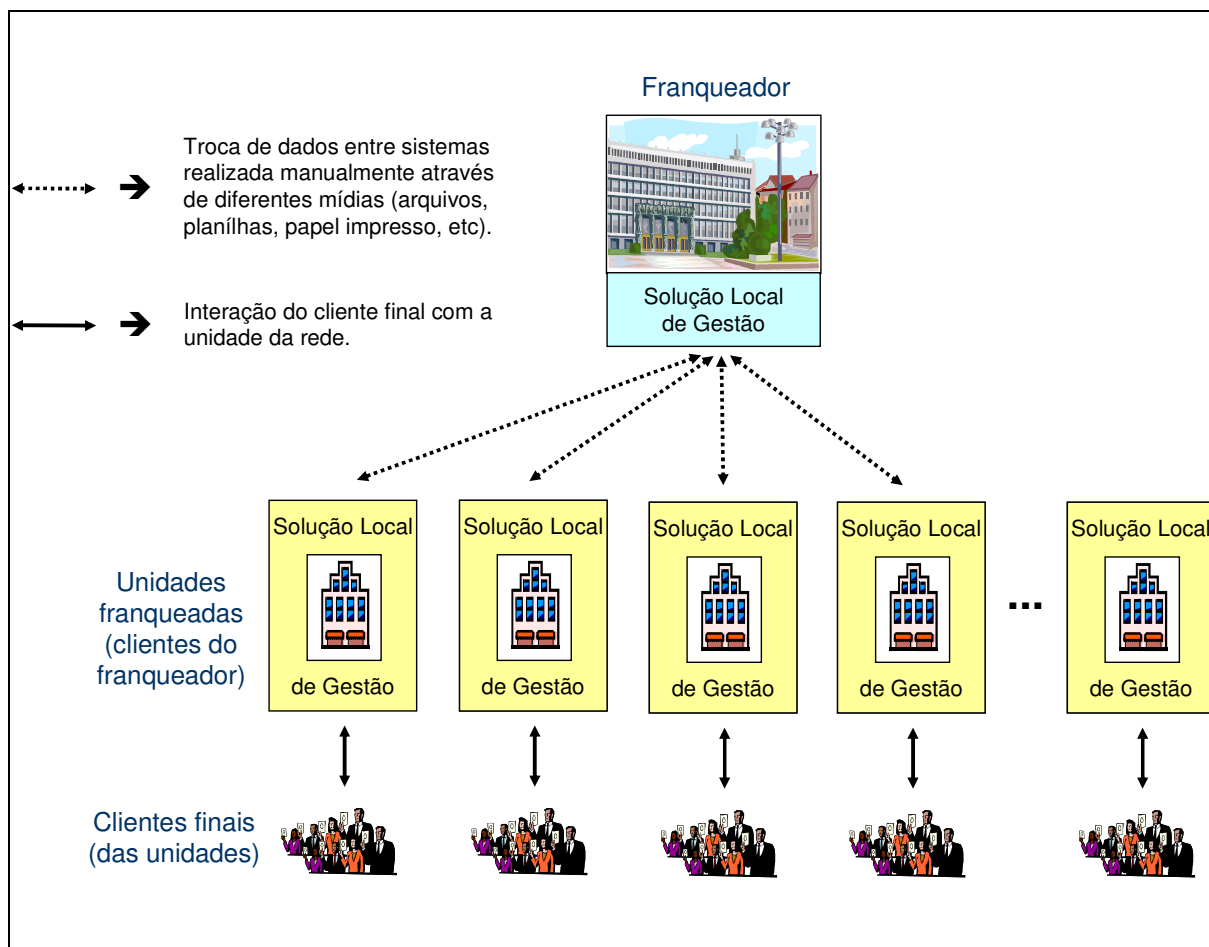 Franqueador
Troca de dados entre sistemas
realizada manualmente através
de diferentes mídias (arquivos,
planílhas, papel impresso, etc).
Interação do cliente final com a
unidade da rede.
Solução Local
de Gestão
Unidades
franqueadas
(clientes do
franqueador)
Solução Local
de Gestão
Solução Local
de Gestão
Solução Local
de Gestão
Solução Local
de Gestão
...
Solução Local
de Gestão
Clientes finais
(das unidades)